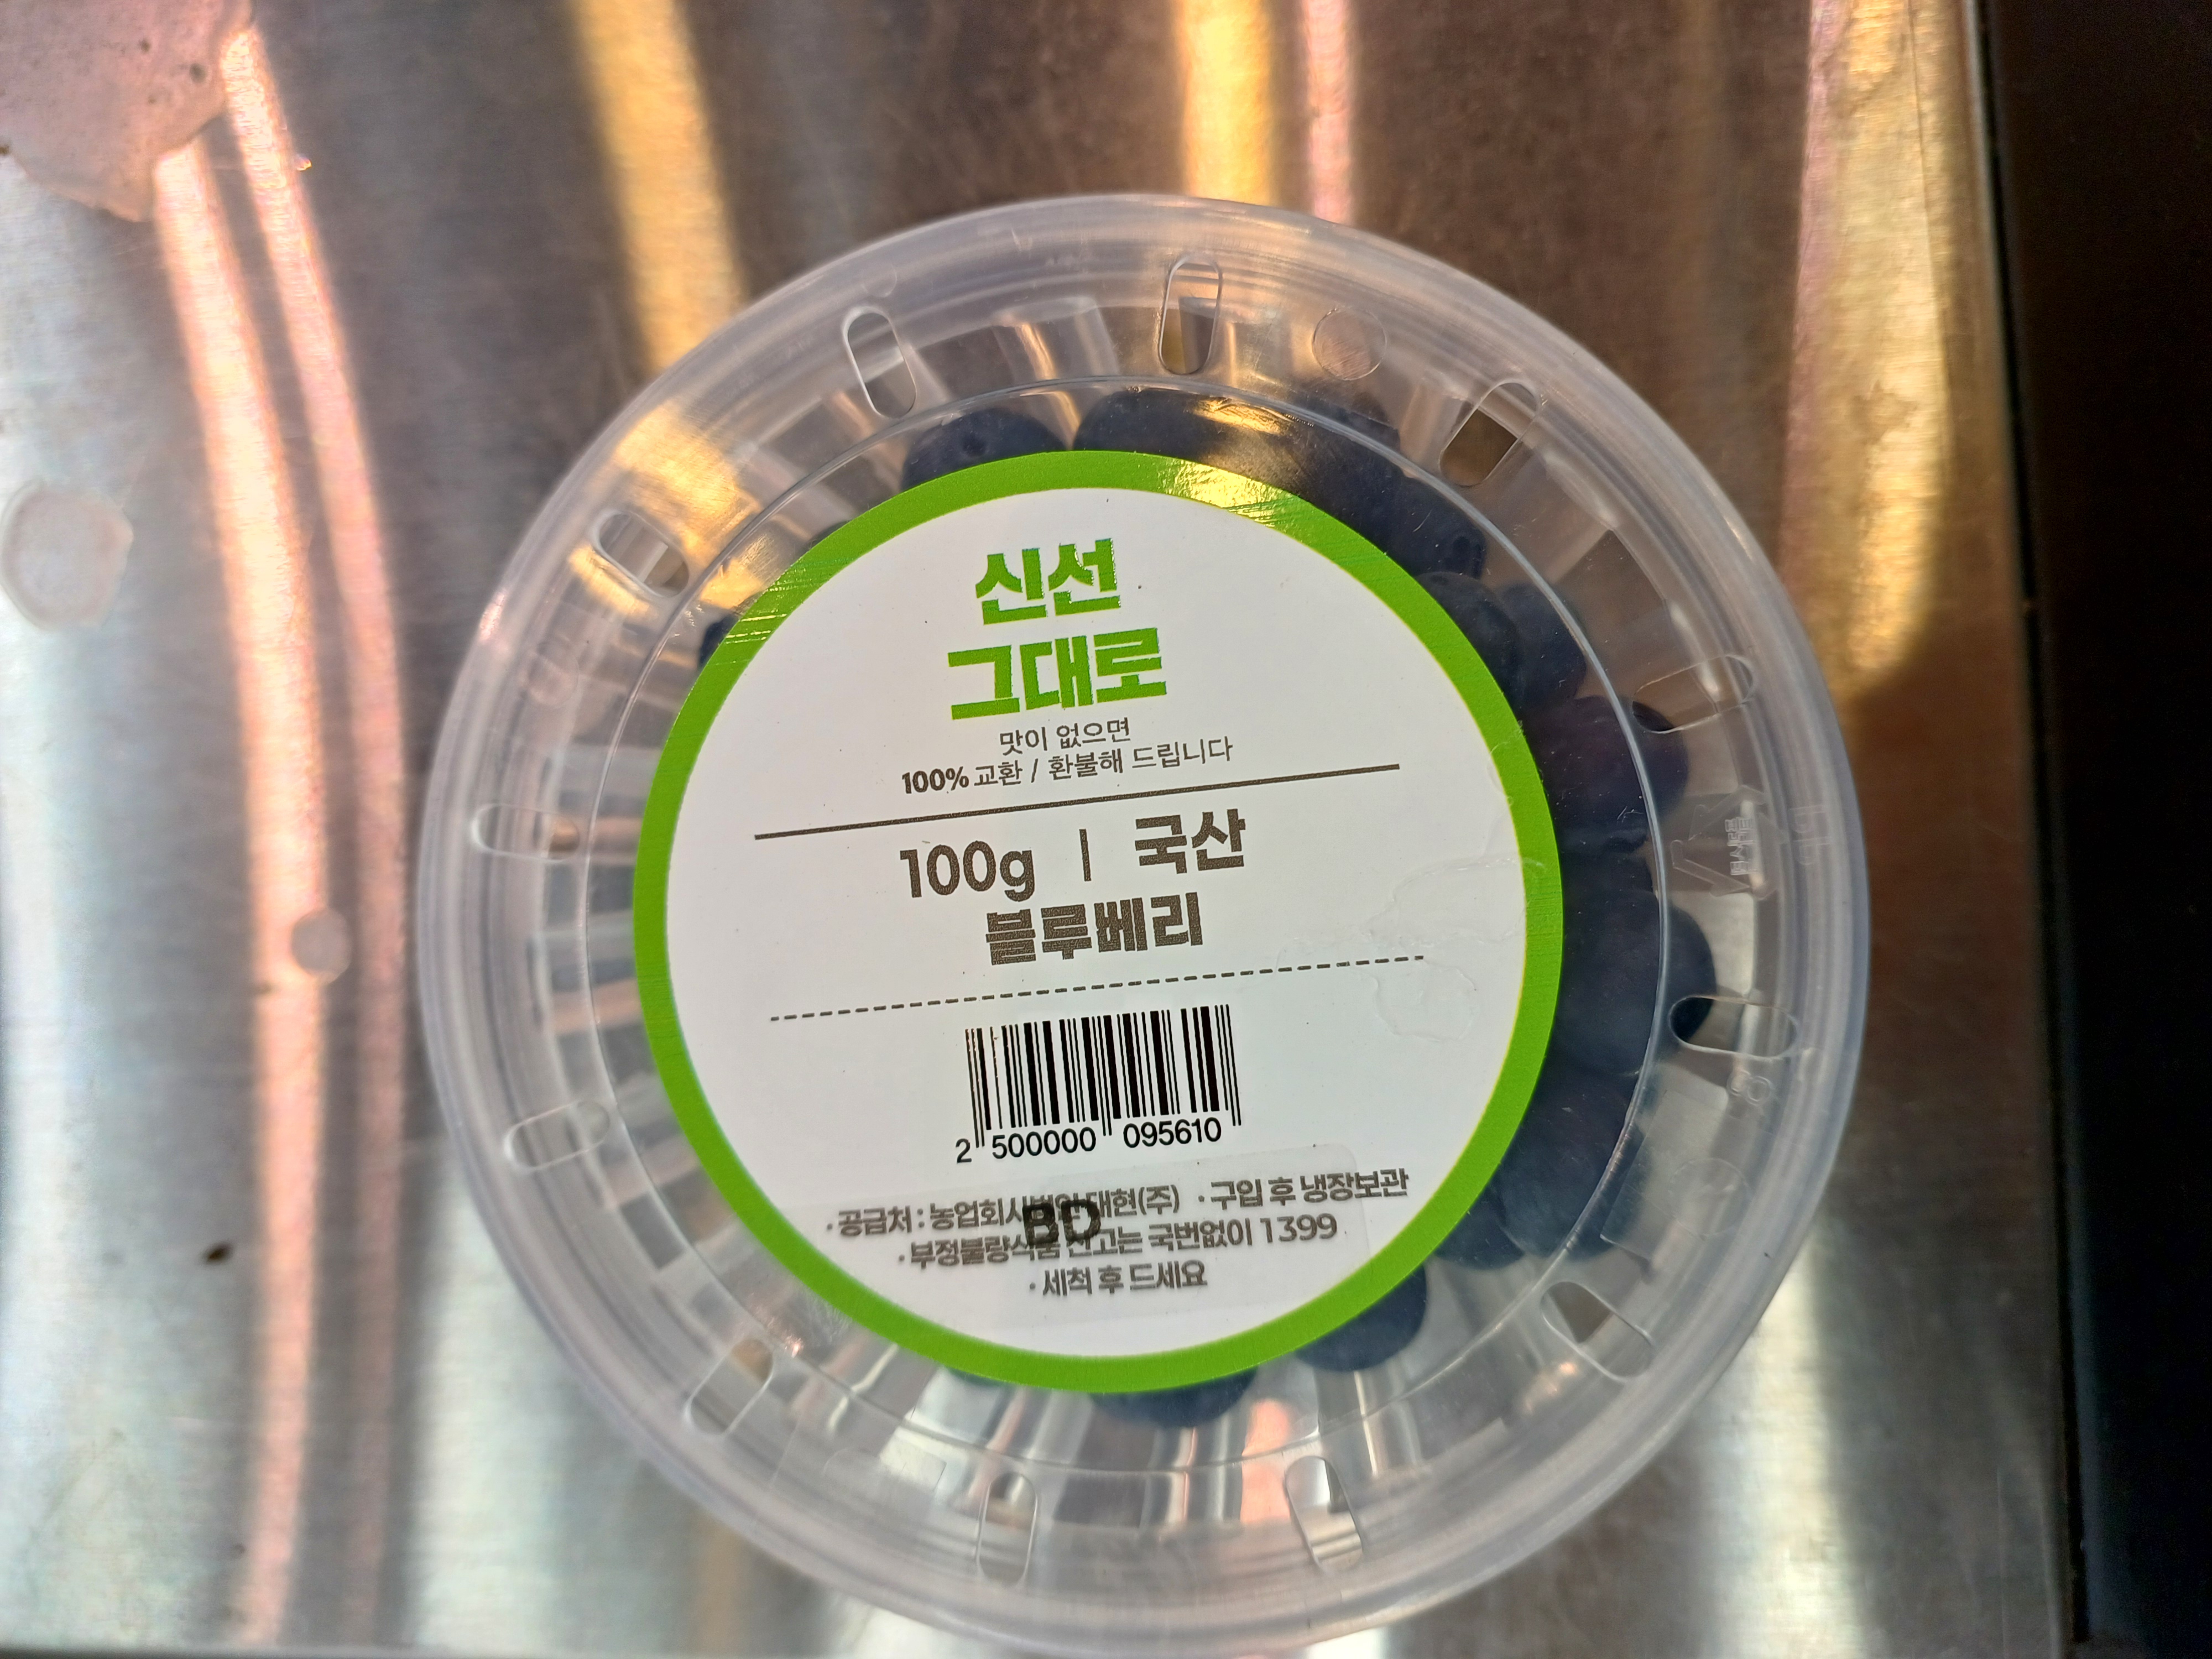 신선
그대로
맛이 없으면
100% 교환 / 환불해 드립니다
100g | 국산
블루베리
2 500000 095610
· 공급처 : 농업회사법인 대현(주) · 구입 후 냉장보관
BD
· 부정불량식품 신고는 국번없이 1399
· 세척 후 드세요